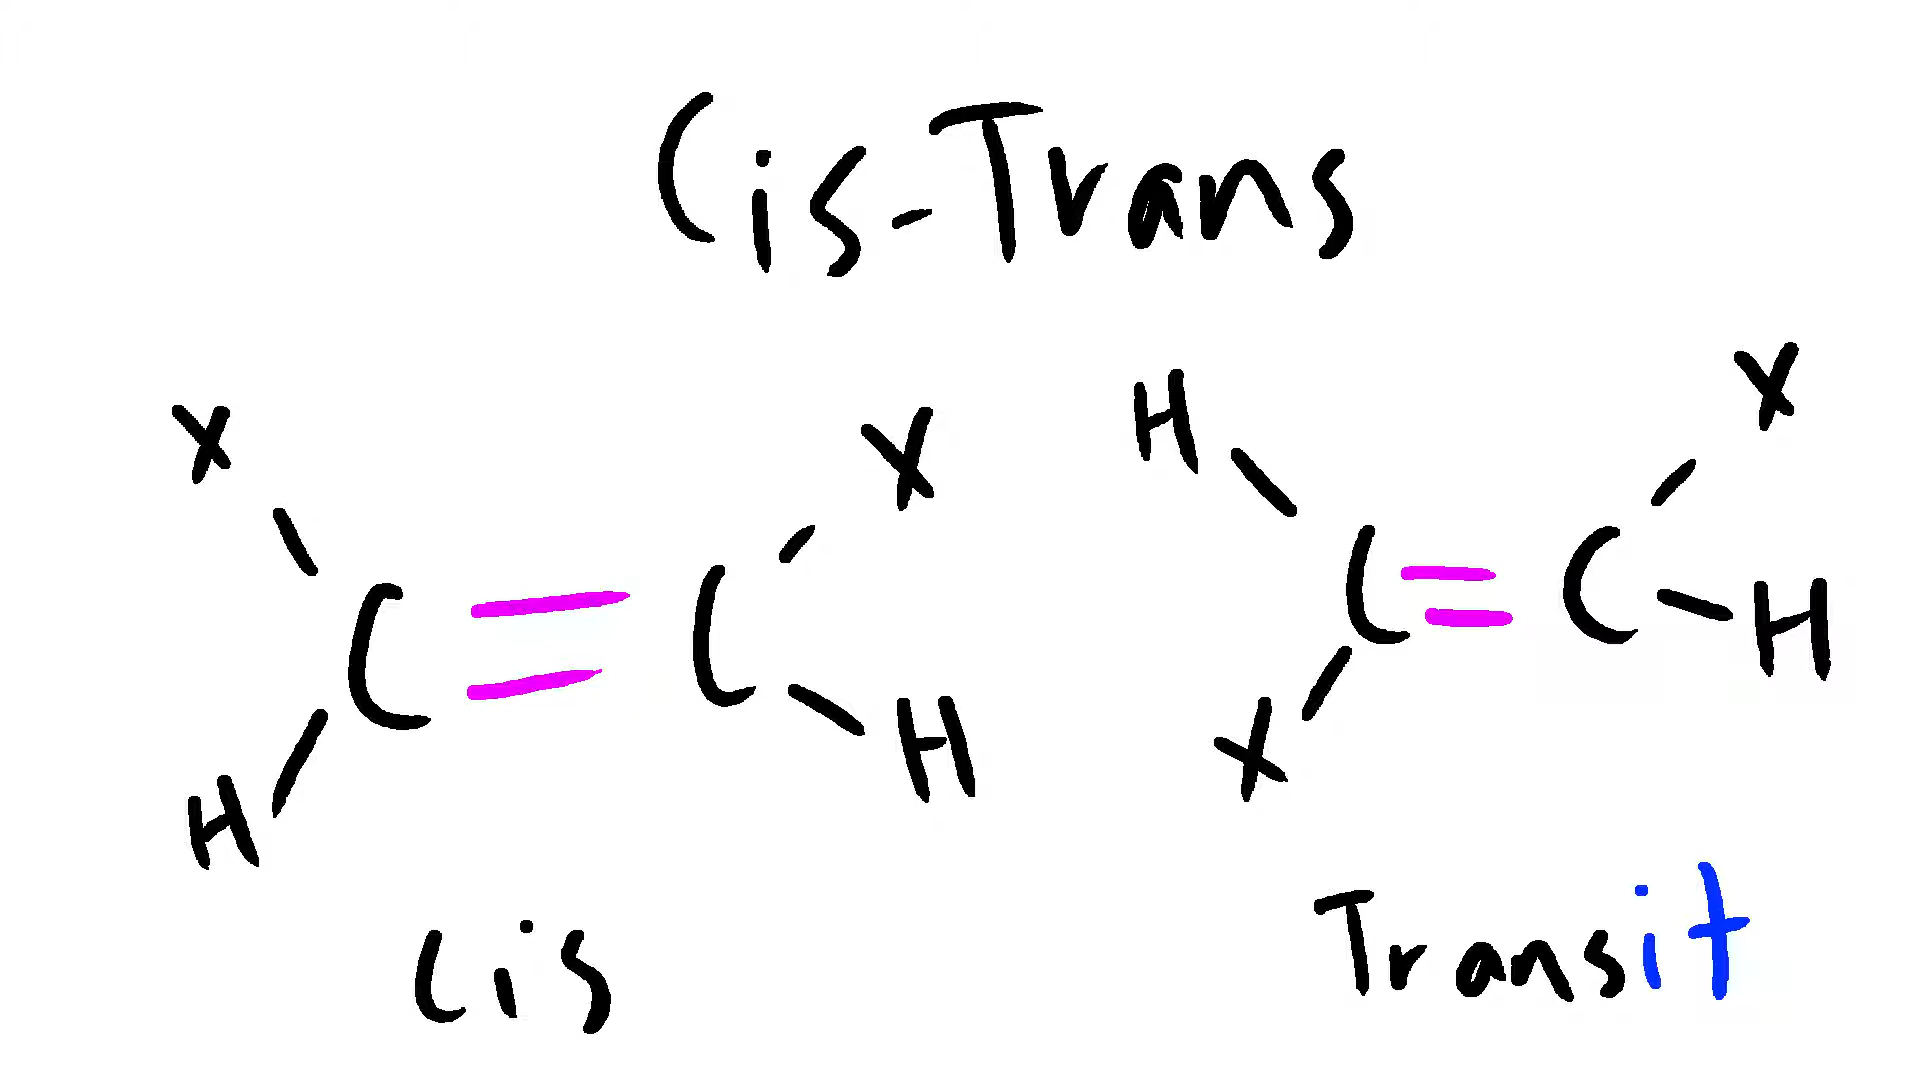 Cis-Trans
X X H X
C = C C = C
H H X H
Cis Transit